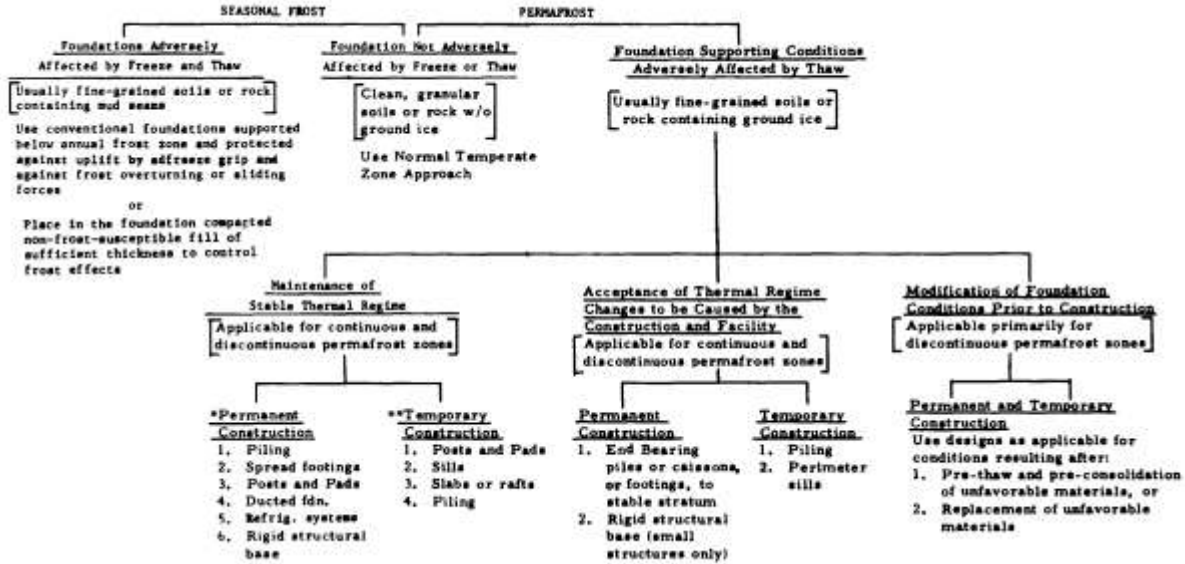 SEASONAL FROST
PERMAFROST
Foundations Adversely
Affected by Freeze and Thaw
[Usually fine-grained soils or rock
containing mud seams]
Use conventional foundations supported
below annual frost zone and protected
against uplift by adfreeze grip and
against frost overturning or sliding
forces
or
Place in the foundation compacted
non-frost-susceptible fill of
sufficient thickness to control
frost effects
Foundation Not Adversely
Affected by Freeze or Thaw
[Clean, granular
soils or rock w/o
ground ice]
Use Normal Temperate
Zone Approach
Foundation Supporting Conditions
Adversely Affected by Thaw
[Usually fine-grained soils or
rock containing ground ice]
Maintenance of
Stable Thermal Regime
[Applicable for continuous and
discontinuous permafrost zones]
*Permanent
Construction
1. Piling
2. Spread footings
3. Posts and Pads
4. Ducted fdn.
5. Refrig. systems
6. Rigid structural
base
**Temporary
Construction
1. Posts and Pads
2. Sills
3. Slabs or rafts
4. Piling
Acceptance of Thermal Regime
Changes to be Caused by the
Construction and Facility
[Applicable for continuous and
discontinuous permafrost zones]
Permanent
Construction
1. End Bearing
piles or caissons,
or footings, to
stable stratum
2. Rigid structural
base (small
structures only)
Temporary
Construction
1. Piling
2. Perimeter
sills
Modification of Foundation
Conditions Prior to Construction
[Applicable primarily for
discontinuous permafrost zones]
Permanent and Temporary
Construction
Use designs as applicable for
conditions resulting after:
1. Pre-thaw and pre-consolidation
of unfavorable materials, or
2. Replacement of unfavorable
materials